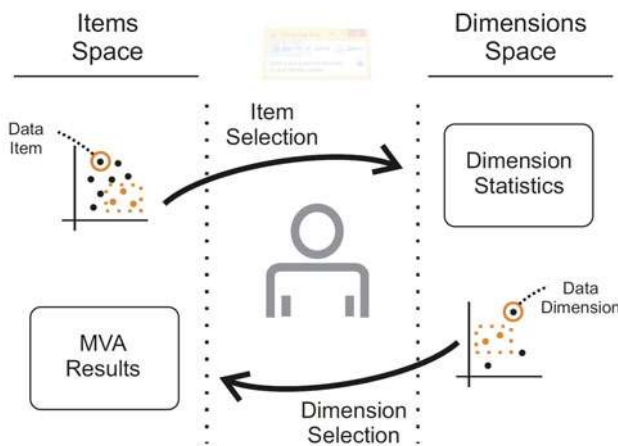 Items
Space
Dimensions
Space
Data
Item
Item
Selection
Dimension
Statistics
MVA
Results
Data
Dimension
Dimension
Selection